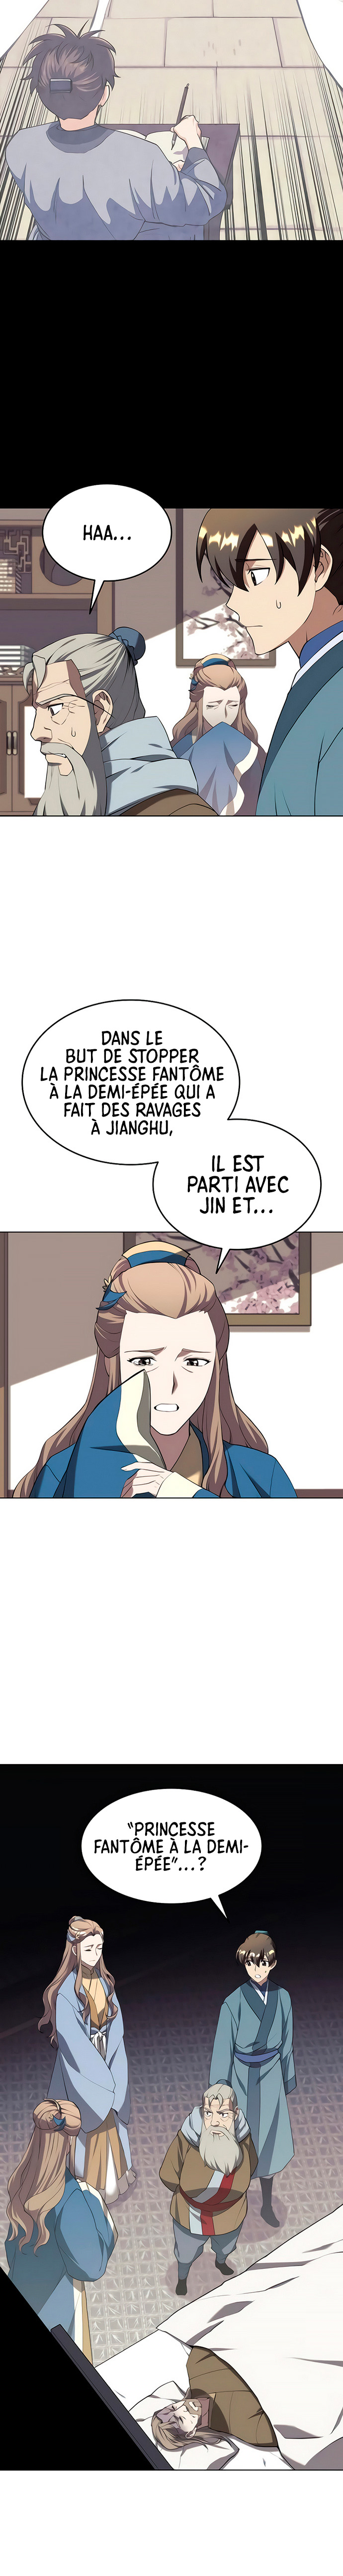 HAA...
DANS LE
BUT DE STOPPER
LA PRINCESSE FANTÔME
À LA DEMI-ÉPÉE QUI A
FAIT DES RAVAGES
À JIANGHU,
IL EST
PARTI AVEC
JIN ET...
“PRINCESSE
FANTÔME À LA DEMI-
ÉPÉE”...?